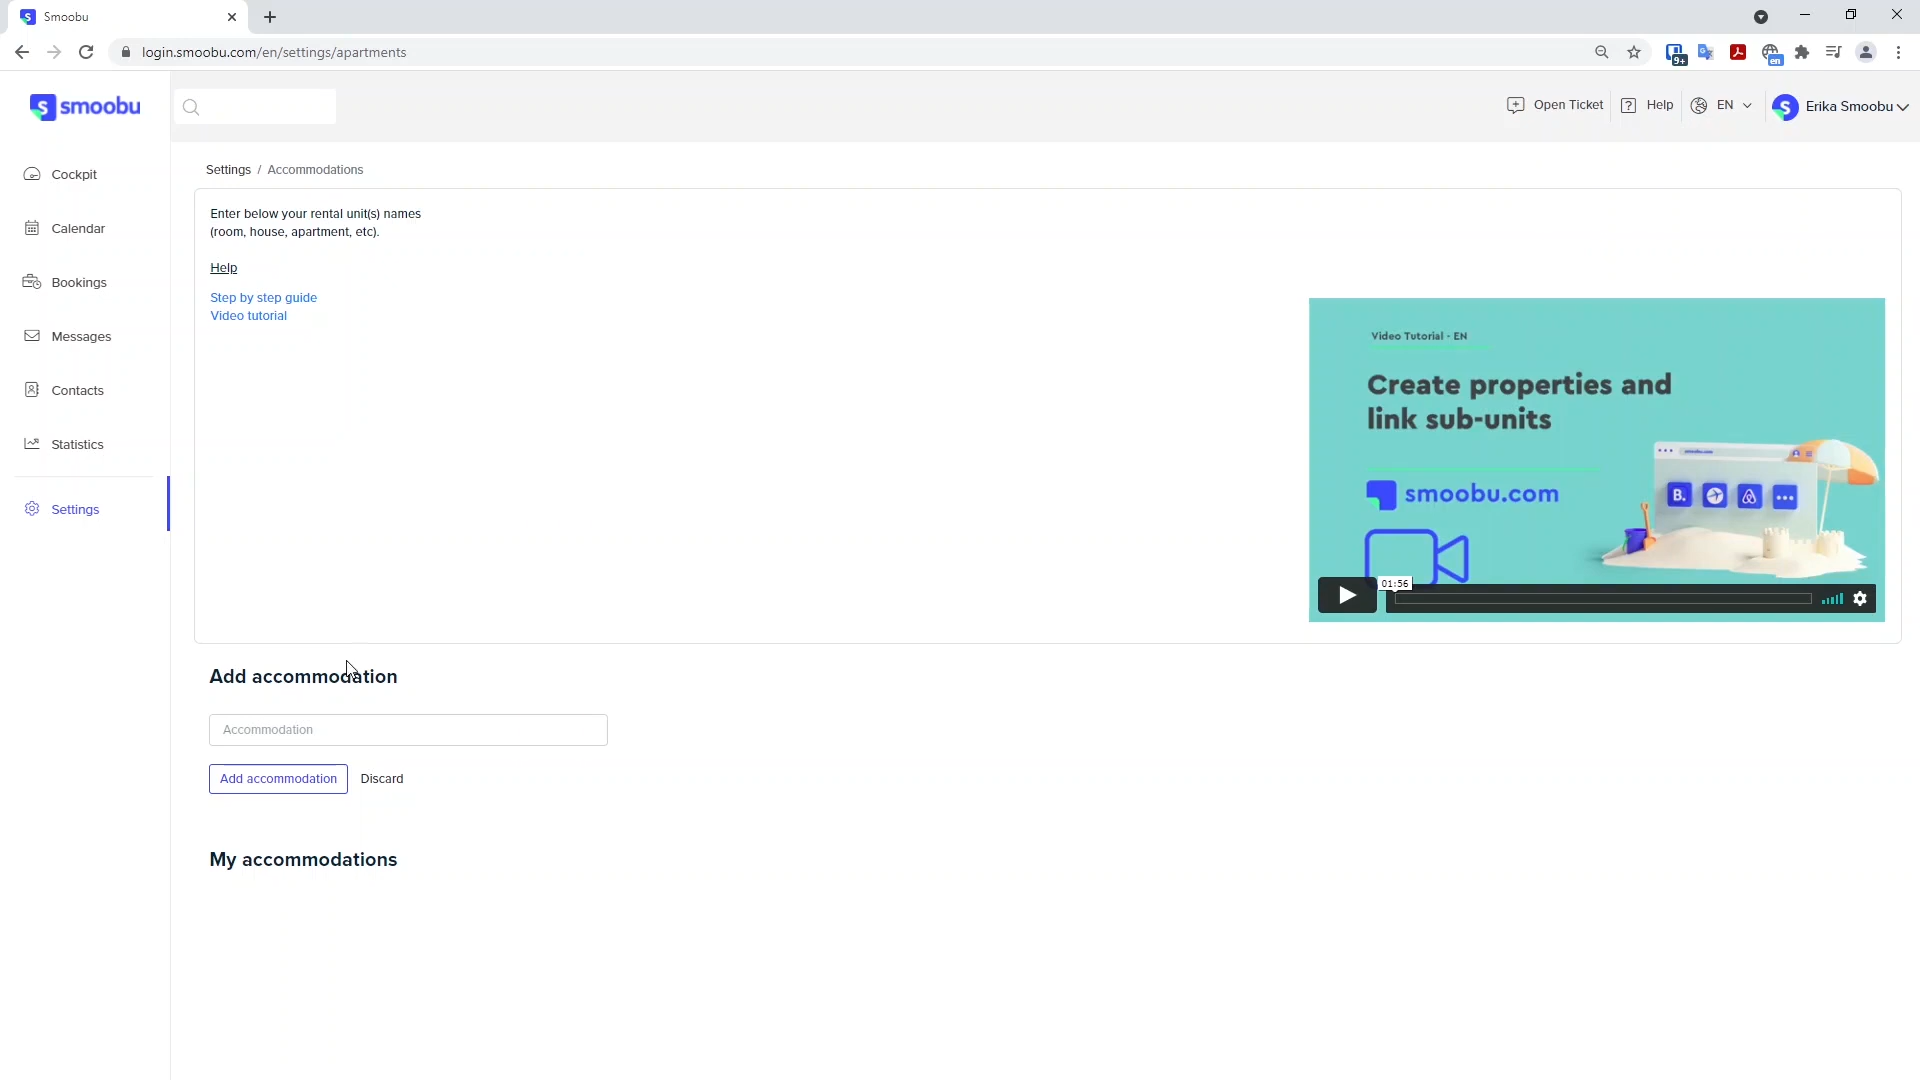 Smoobu
login.smoobu.com/en/settings/apartments
9+
en
smoobu
Open Ticket
Help
EN
Erika Smoobu
Cockpit
Calendar
Bookings
Messages
Contacts
Statistics
Settings
Settings / Accommodations
Enter below your rental unit(s) names
(room, house, apartment, etc).
Help
Step by step guide
Video tutorial
Video Tutorial - EN
Create properties and
link sub-units
smoobu.com
B.
01:56
Add accommodation
Accommodation
Add accommodation Discard
My accommodations